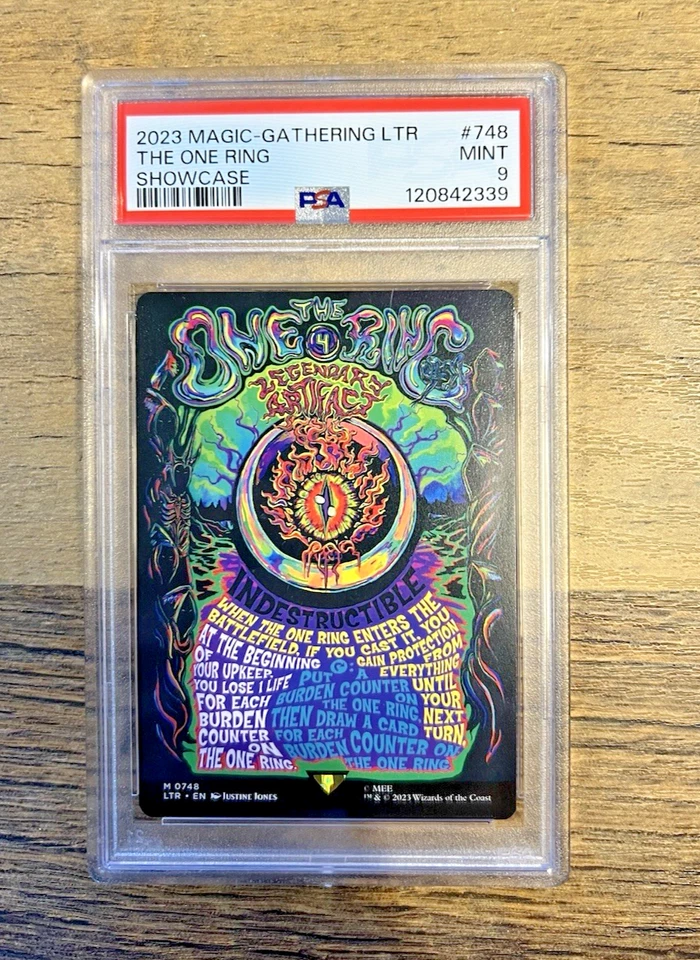 2023 MAGIC-GATHERING LTR #748
THE ONE RING MINT
SHOWCASE 9
PSA 120842339
THE
ONE 4 RING
LEGENDARY
ARTIFACT
INDESTRUCTIBLE
WHEN THE ONE RING ENTERS THE
BATTLEFIELD, IF YOU CAST IT, YOU
GAIN PROTECTION
FROM
EVERYTHING
UNTIL
YOUR
NEXT
TURN.
AT THE BEGINNING
OF
YOUR UPKEEP,
YOU LOSE 1 LIFE
FOR EACH
BURDEN
COUNTER
ON
THE ONE RING.
: PUT A
BURDEN COUNTER
ON
THE ONE RING,
THEN DRAW A CARD
FOR EACH
BURDEN COUNTER ON
THE ONE RING.
M 0748
LTR • EN JUSTINE JONES
© MEE
™ & © 2023 Wizards of the Coast